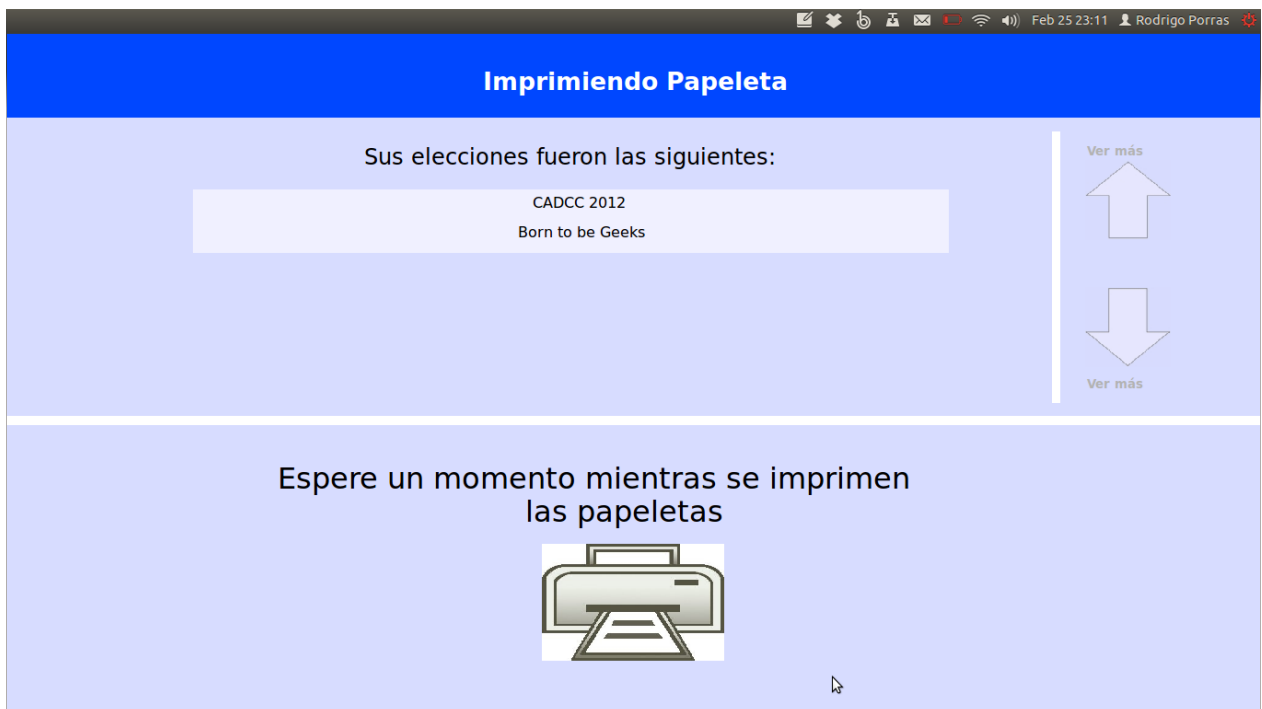 Feb 25 23:11 Rodrigo Porras
Imprimiendo Papeleta
Sus elecciones fueron las siguientes:
CADCC 2012
Born to be Geeks
Ver más
Ver más
Espere un momento mientras se imprimen
las papeletas